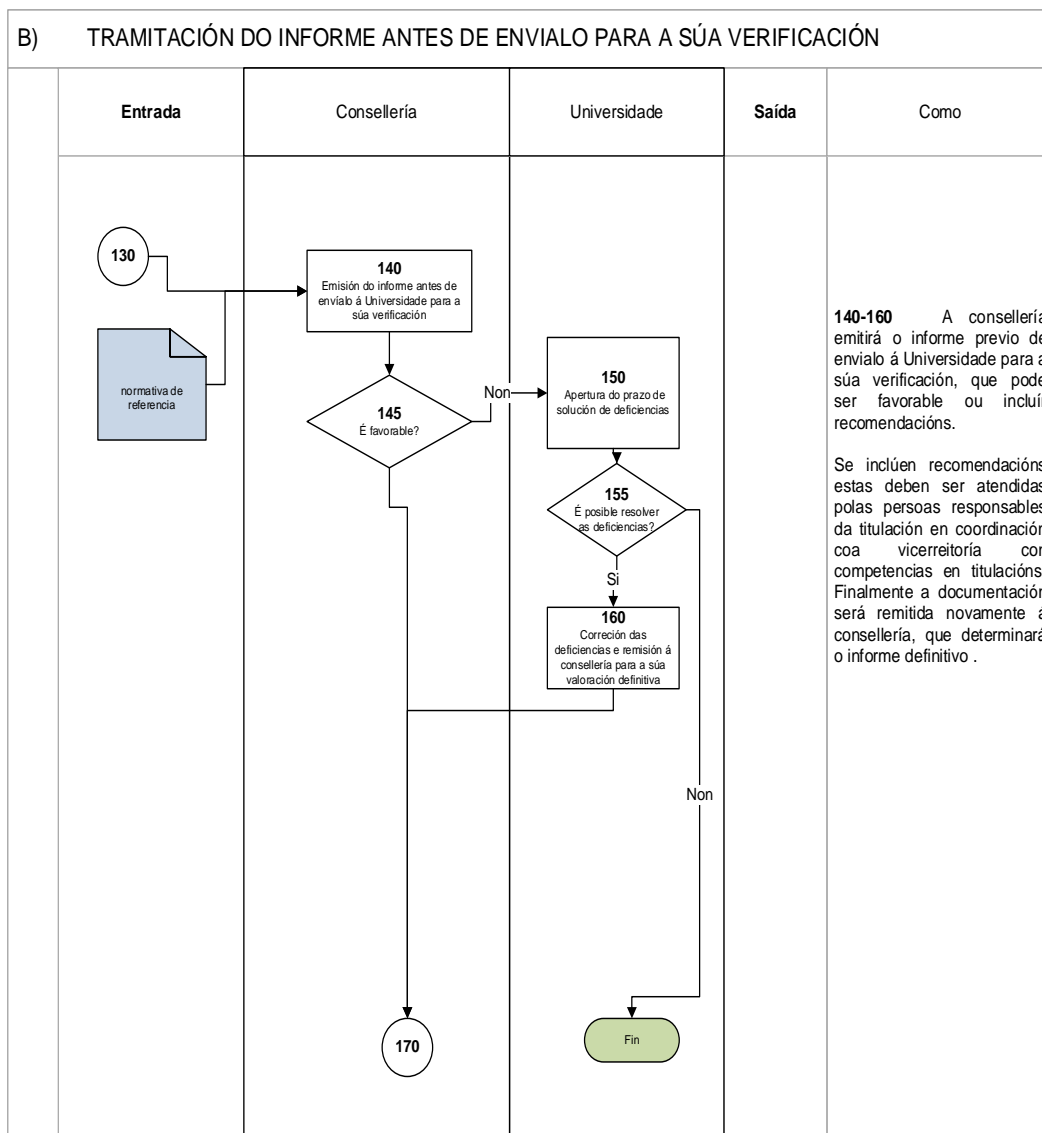 B) TRAMITACIÓN DO INFORME ANTES DE ENVIALO PARA A SÚA VERIFICACIÓN
Entrada
Consellería
Universidade
Saída
Como
130
normativa de
referencia
140
Emisión do informe antes de
envíalo á Universidade para a
súa verificación
145
É favorable?
Non
150
Apertura do prazo de
solución de deficiencias
155
É posible resolver
as deficiencias?
Si
160
Correción das
deficiencias e remisión á
consellería para a súa
valoración definitiva
Non
170
Fin
140-160 A consellería
emitirá o informe previo de
envialo á Universidade para a
súa verificación, que pode
ser favorable ou incluír
recomendacións.
Se inclúen recomendacións
estas deben ser atendidas
polas persoas responsables
da titulación en coordinación
coa vicerreitoría con
competencias en titulacións
Finalmente a documentación
será remitida novamente á
consellería, que determinará
o informe definitivo .